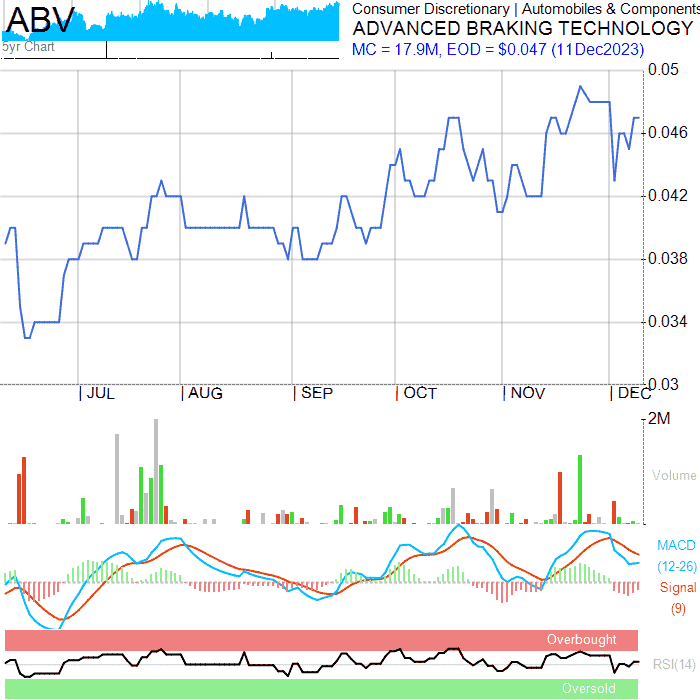 ABV
5yr Chart
Consumer Discretionary | Automobiles & Components
ADVANCED BRAKING TECHNOLOGY
MC = 17.9M, EOD = $0.047 (11Dec2023)
0.05
0.046
0.042
0.038
0.034
0.03
| JUL | AUG | SEP | OCT | NOV | DEC
2M
Volume
MACD
(12-26)
Signal
(9)
Overbought
RSI(14)
Oversold